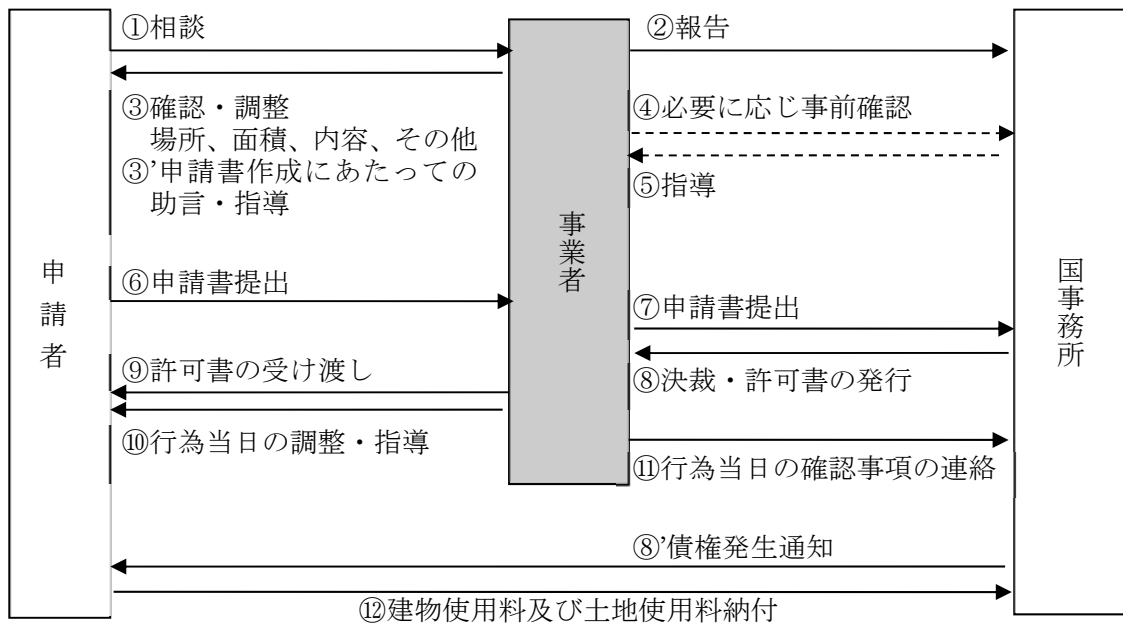 ①相談
②報告
③確認・調整
場所、面積、内容、その他
③’申請書作成にあたっての
助言・指導
④必要に応じ事前確認
⑤指導
申請者
事業者
国事務所
⑥申請書提出
⑦申請書提出
⑧決裁・許可書の発行
⑨許可書の受け渡し
⑩行為当日の調整・指導
⑪行為当日の確認事項の連絡
⑧’債権発生通知
⑫建物使用料及び土地使用料納付